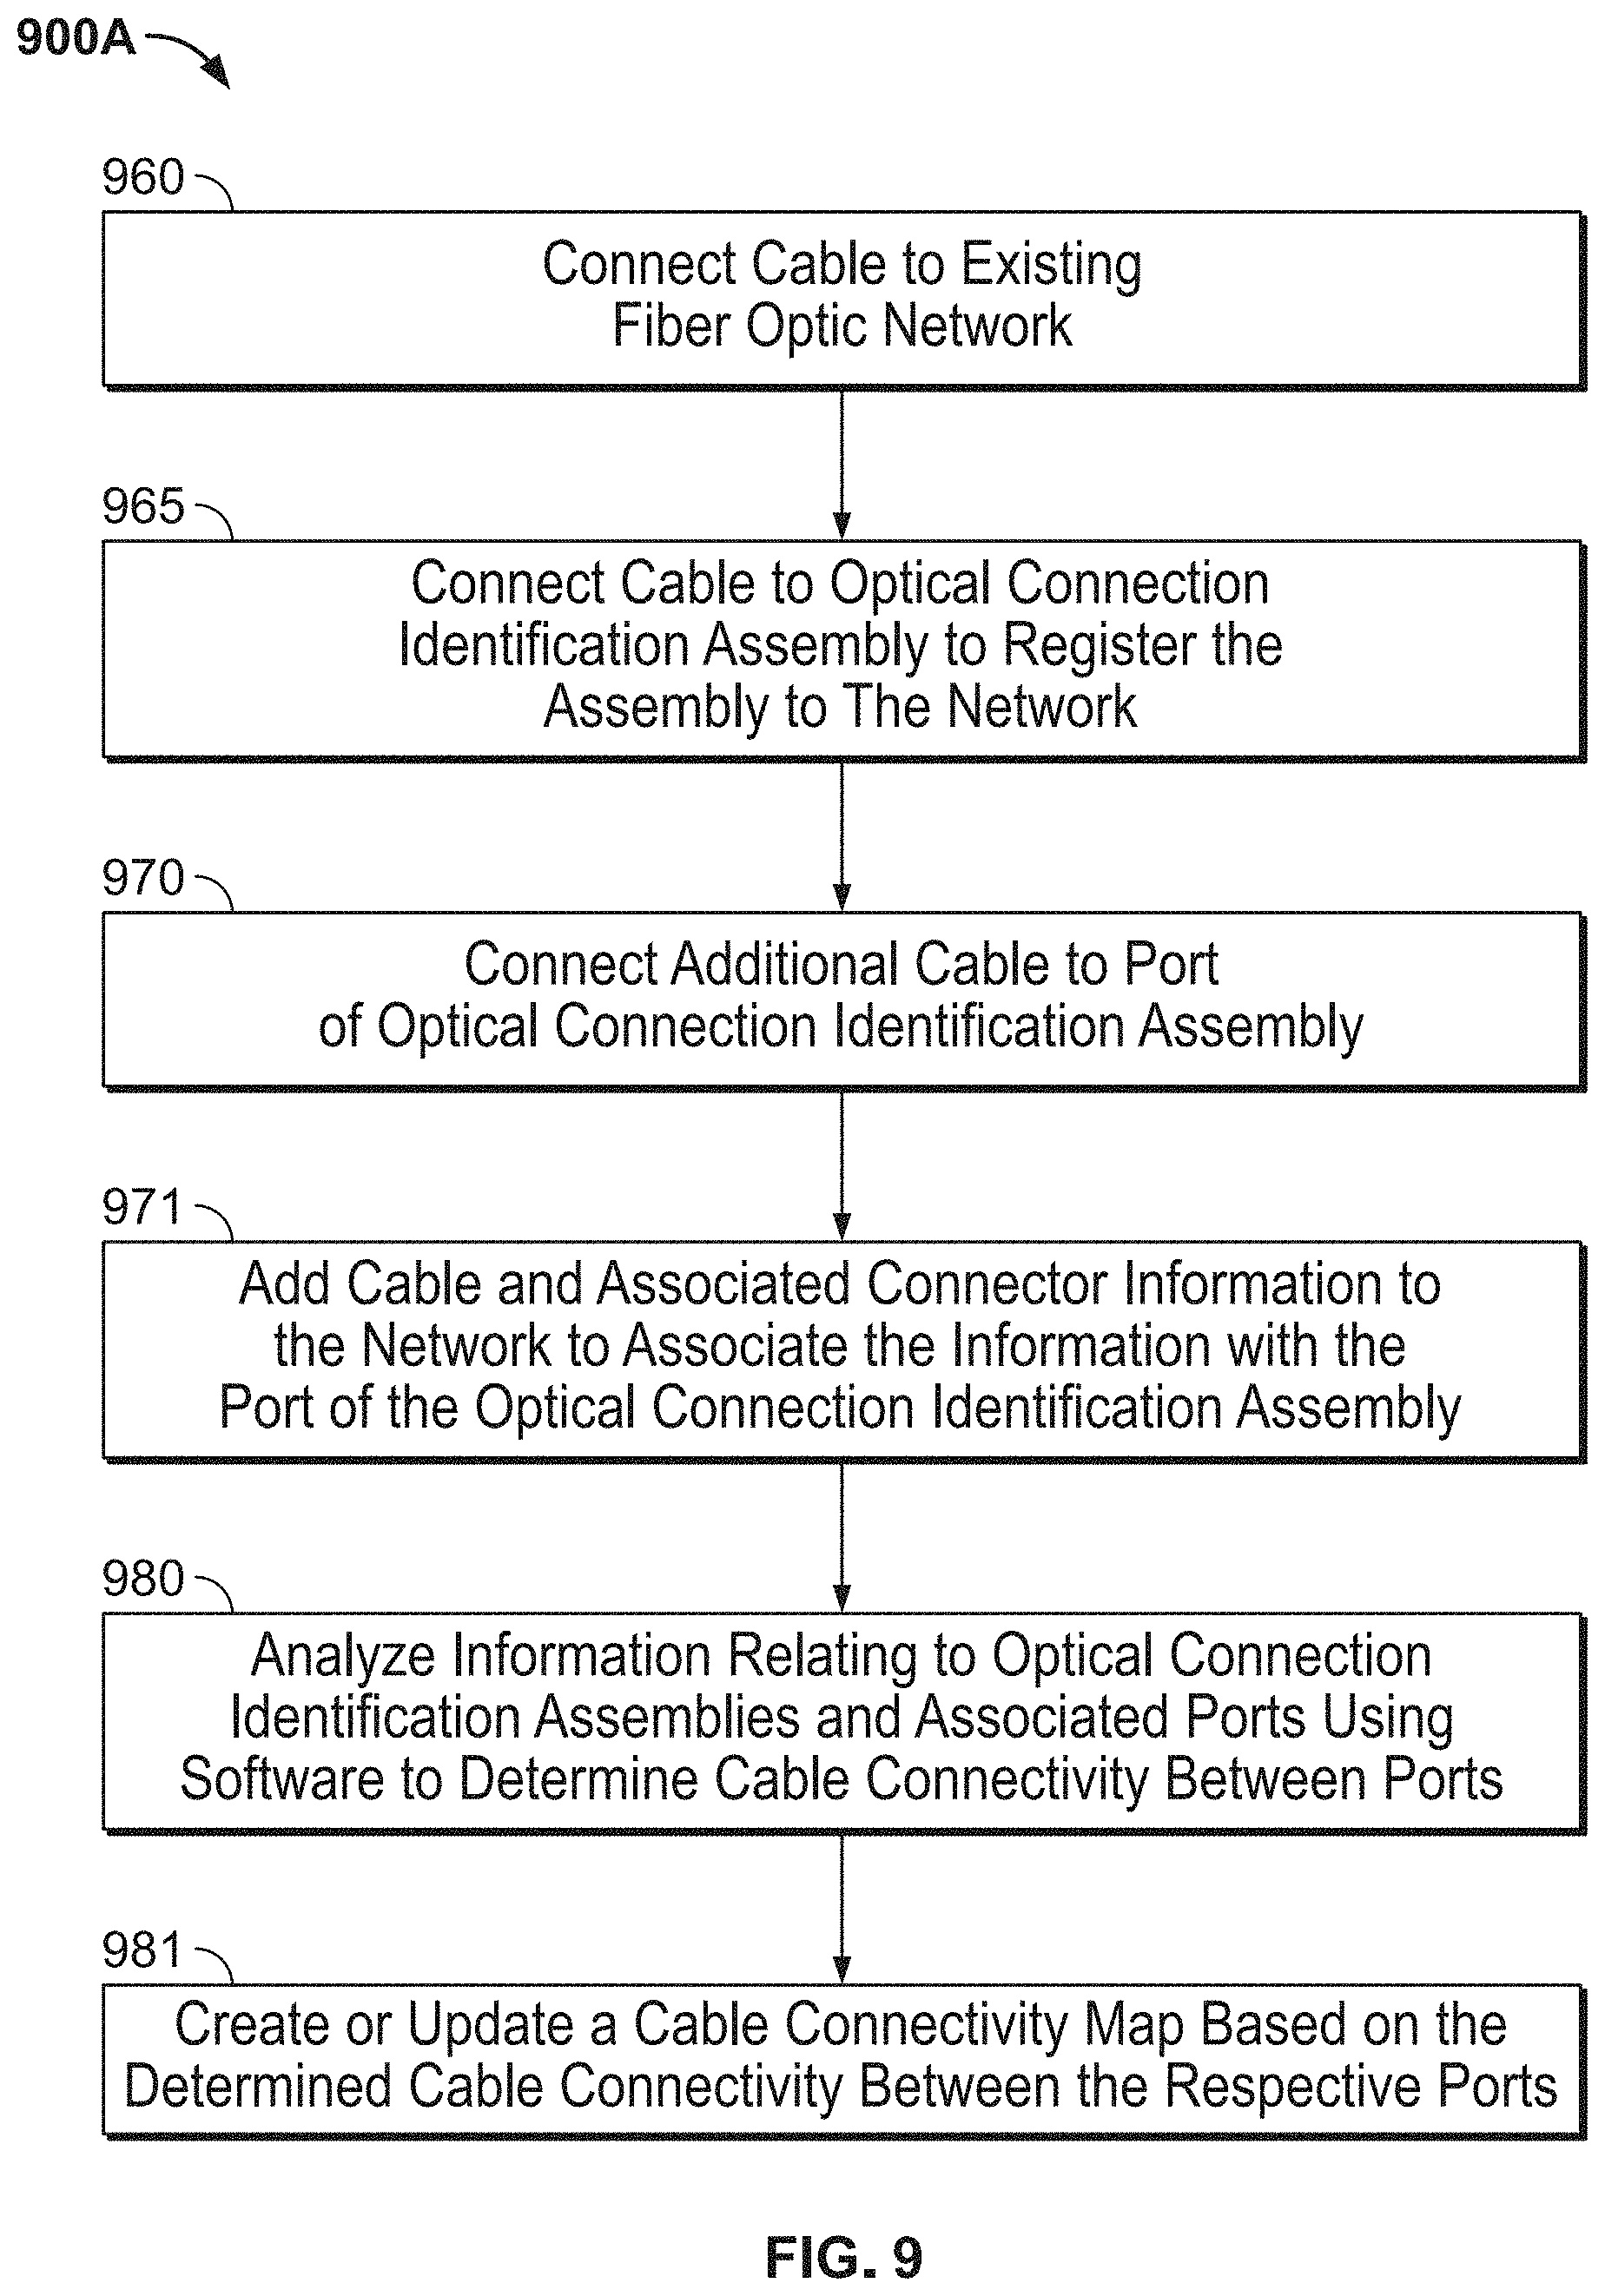 900A
960
Connect Cable to Existing
Fiber Optic Network
965
Connect Cable to Optical Connection
Identification Assembly to Register the
Assembly to The Network
970
Connect Additional Cable to Port
of Optical Connection Identification Assembly
971
Add Cable and Associated Connector Information to
the Network to Associate the Information with the
Port of the Optical Connection Identification Assembly
980
Analyze Information Relating to Optical Connection
Identification Assemblies and Associated Ports Using
Software to Determine Cable Connectivity Between Ports
981
Create or Update a Cable Connectivity Map Based on the
Determined Cable Connectivity Between the Respective Ports
FIG. 9